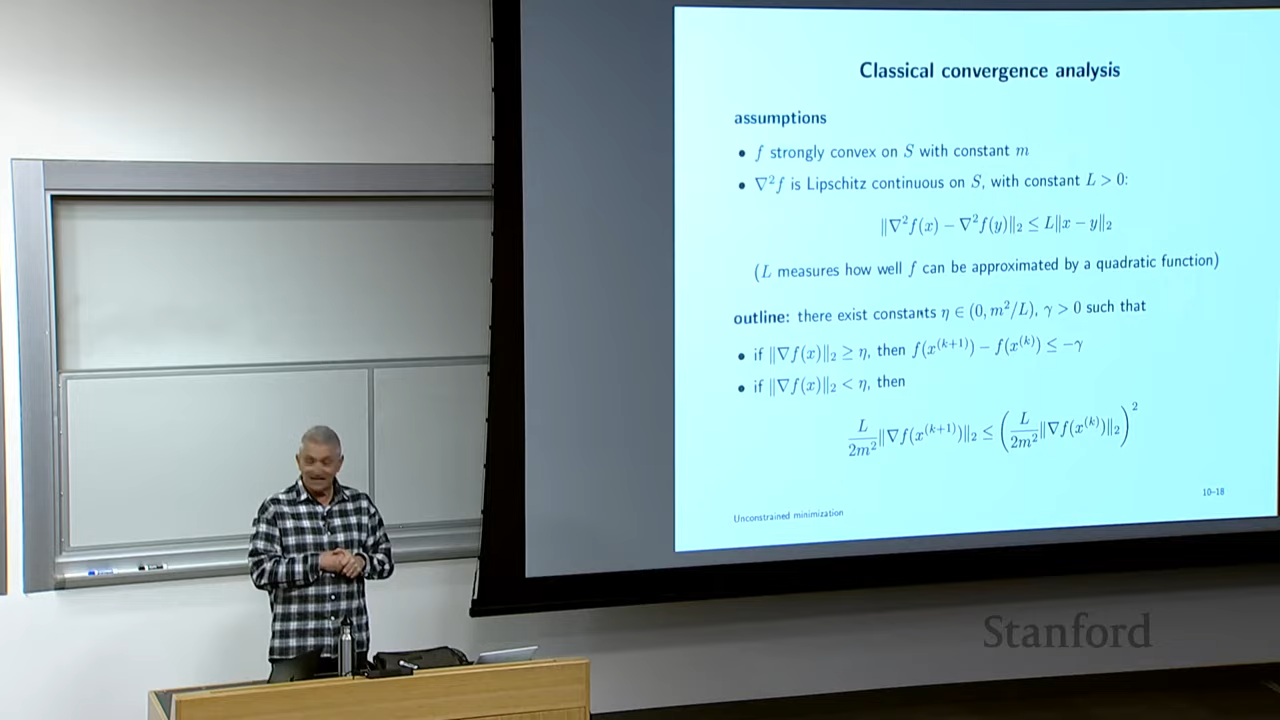 Classical convergence analysis
assumptions
• f strongly convex on S with constant m
• ∇²f is Lipschitz continuous on S, with constant L > 0:
‖∇²f(x) − ∇²f(y)‖₂ ≤ L‖x − y‖₂
(L measures how well f can be approximated by a quadratic function)
outline: there exist constants η ∈ (0, m²/L), γ > 0 such that
• if ‖∇f(x)‖₂ ≥ η, then f(x⁽ᵏ⁺¹⁾) − f(x⁽ᵏ⁾) ≤ −γ
• if ‖∇f(x)‖₂ < η, then
L/2m² ‖∇f(x⁽ᵏ⁺¹⁾)‖₂ ≤ (L/2m² ‖∇f(x⁽ᵏ⁾)‖₂)²
Unconstrained minimization
10–18
Stanford